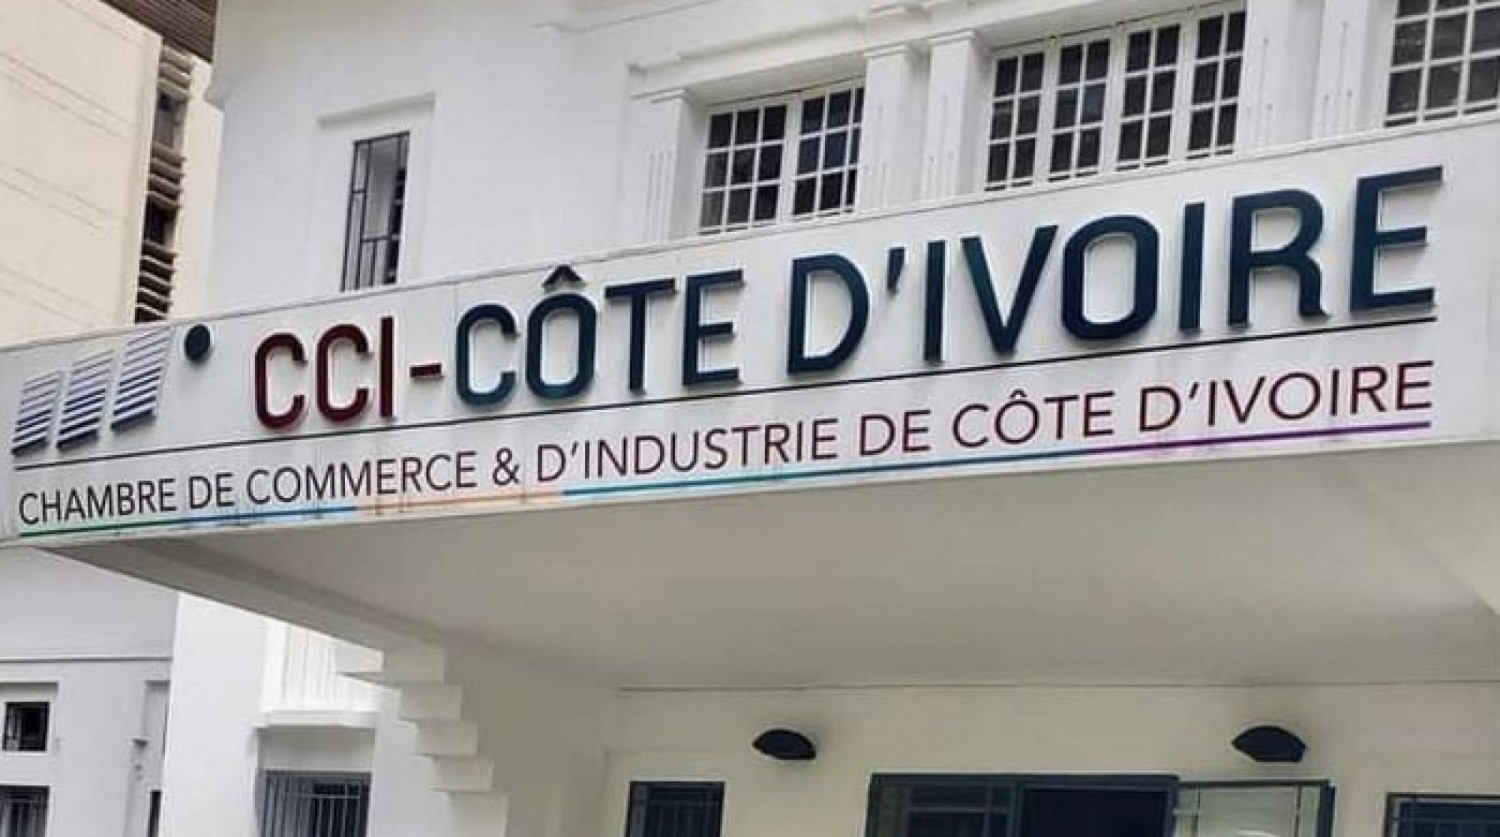 CCI-CÔTE D'IVOIRE
CHAMBRE DE COMMERCE & D'INDUSTRIE DE CÔTE D'IVOIRE